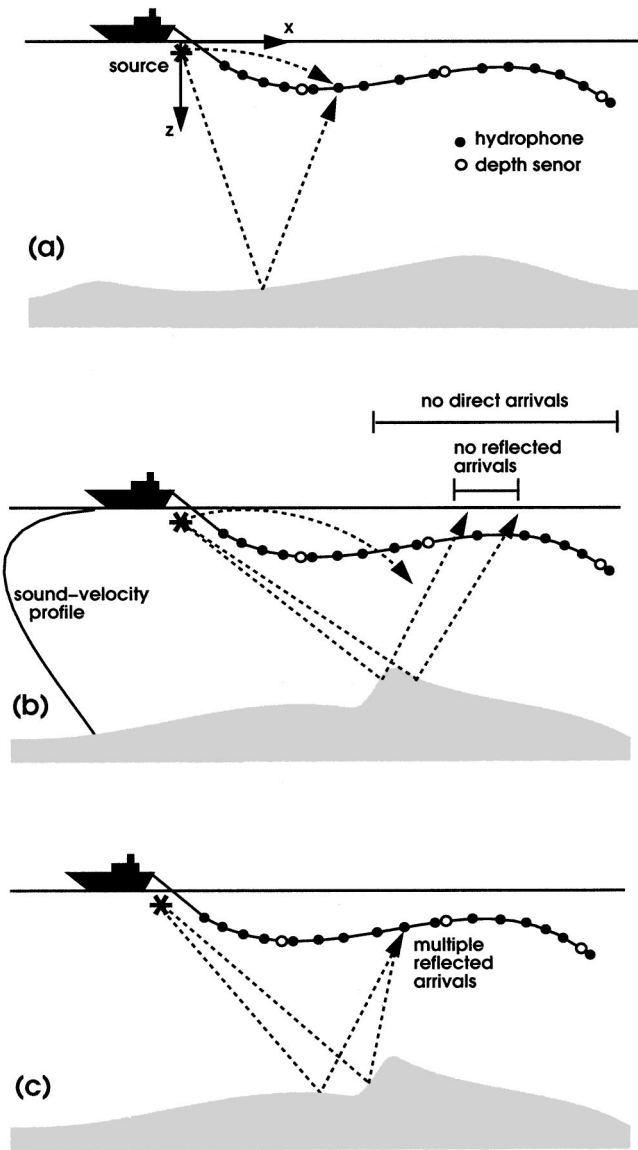 x
source
z
hydrophone
depth senor
(a)
no direct arrivals
no reflected
arrivals
sound-velocity
profile
(b)
multiple
reflected
arrivals
(c)